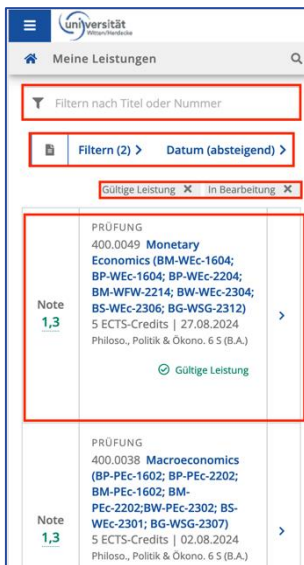 uni versität
Witten/Herdecke
Meine Leistungen
Filtern nach Titel oder Nummer
Filtern (2) > Datum (absteigend) >
Gültige Leistung X In Bearbeitung X
PRÜFUNG
400.0049 Monetary
Economics (BM-WEc-1604;
BP-WEc-1604; BP-WEc-2204;
BM-WFW-2214; BW-WEc-2304;
BS-WEc-2306; BG-WSG-2312)
Note
1,3
5 ECTS-Credits | 27.08.2024
Philoso., Politik & Ökono. 6 S (B.A.)
Gültige Leistung
PRÜFUNG
400.0038 Macroeconomics
(BP-PEc-1602; BP-PEc-2202;
BM-PEc-1602; BM-
PEc-2202;BW-PEc-2302; BS-
WEc-2301; BG-WSG-2307)
Note
1,3
5 ECTS-Credits | 02.08.2024
Philoso., Politik & Ökono. 6 S (B.A.)